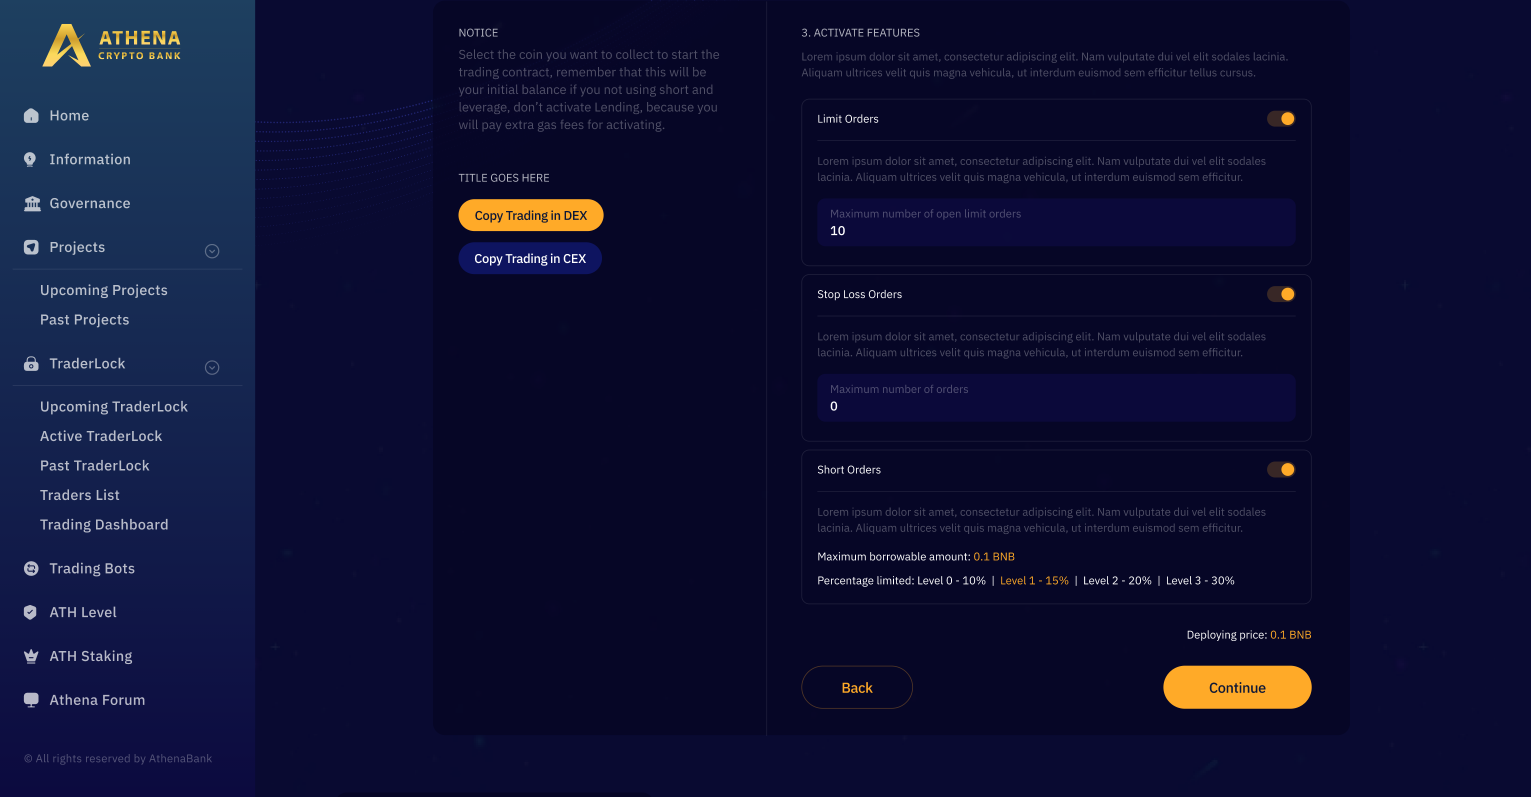 ATHENA
CRYPTO BANK
Home
Information
Governance
Projects
Upcoming Projects
Past Projects
TraderLock
Upcoming TraderLock
Active TraderLock
Past TraderLock
Traders List
Trading Dashboard
Trading Bots
ATH Level
ATH Staking
Athena Forum
© All rights reserved by AthenaBank
NOTICE
Select the coin you want to collect to start the
trading contract, remember that this will be
your initial balance if you not using short and
leverage, don’t activate Lending, because you
will pay extra gas fees for activating.
TITLE GOES HERE
Copy Trading in DEX
Copy Trading in CEX
3. ACTIVATE FEATURES
Lorem ipsum dolor sit amet, consectetur adipiscing elit. Nam vulputate dui vel elit sodales lacinia.
Aliquam ultrices velit quis magna vehicula, ut interdum euismod sem efficitur tellus cursus.
Limit Orders
Lorem ipsum dolor sit amet, consectetur adipiscing elit. Nam vulputate dui vel elit sodales
lacinia. Aliquam ultrices velit quis magna vehicula, ut interdum euismod sem efficitur.
Maximum number of open limit orders
10
Stop Loss Orders
Lorem ipsum dolor sit amet, consectetur adipiscing elit. Nam vulputate dui vel elit sodales
lacinia. Aliquam ultrices velit quis magna vehicula, ut interdum euismod sem efficitur.
Maximum number of orders
0
Short Orders
Lorem ipsum dolor sit amet, consectetur adipiscing elit. Nam vulputate dui vel elit sodales
lacinia. Aliquam ultrices velit quis magna vehicula, ut interdum euismod sem efficitur.
Maximum borrowable amount: 0.1 BNB
Percentage limited: Level 0 - 10% | Level 1 - 15% | Level 2 - 20% | Level 3 - 30%
Deploying price: 0.1 BNB
Back
Continue